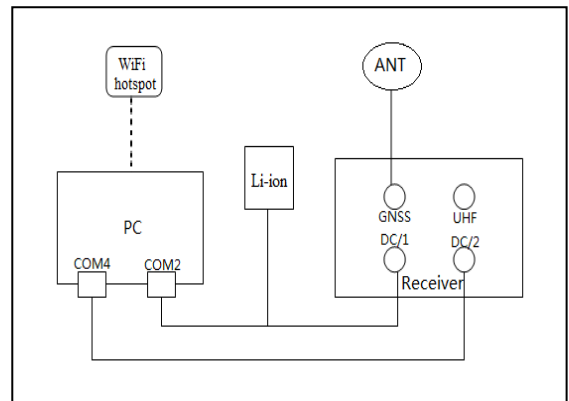 WiFi
hotspot
ANT
Li-ion
PC
GNSS
UHF
COM4
COM2
DC/1
DC/2
Receiver